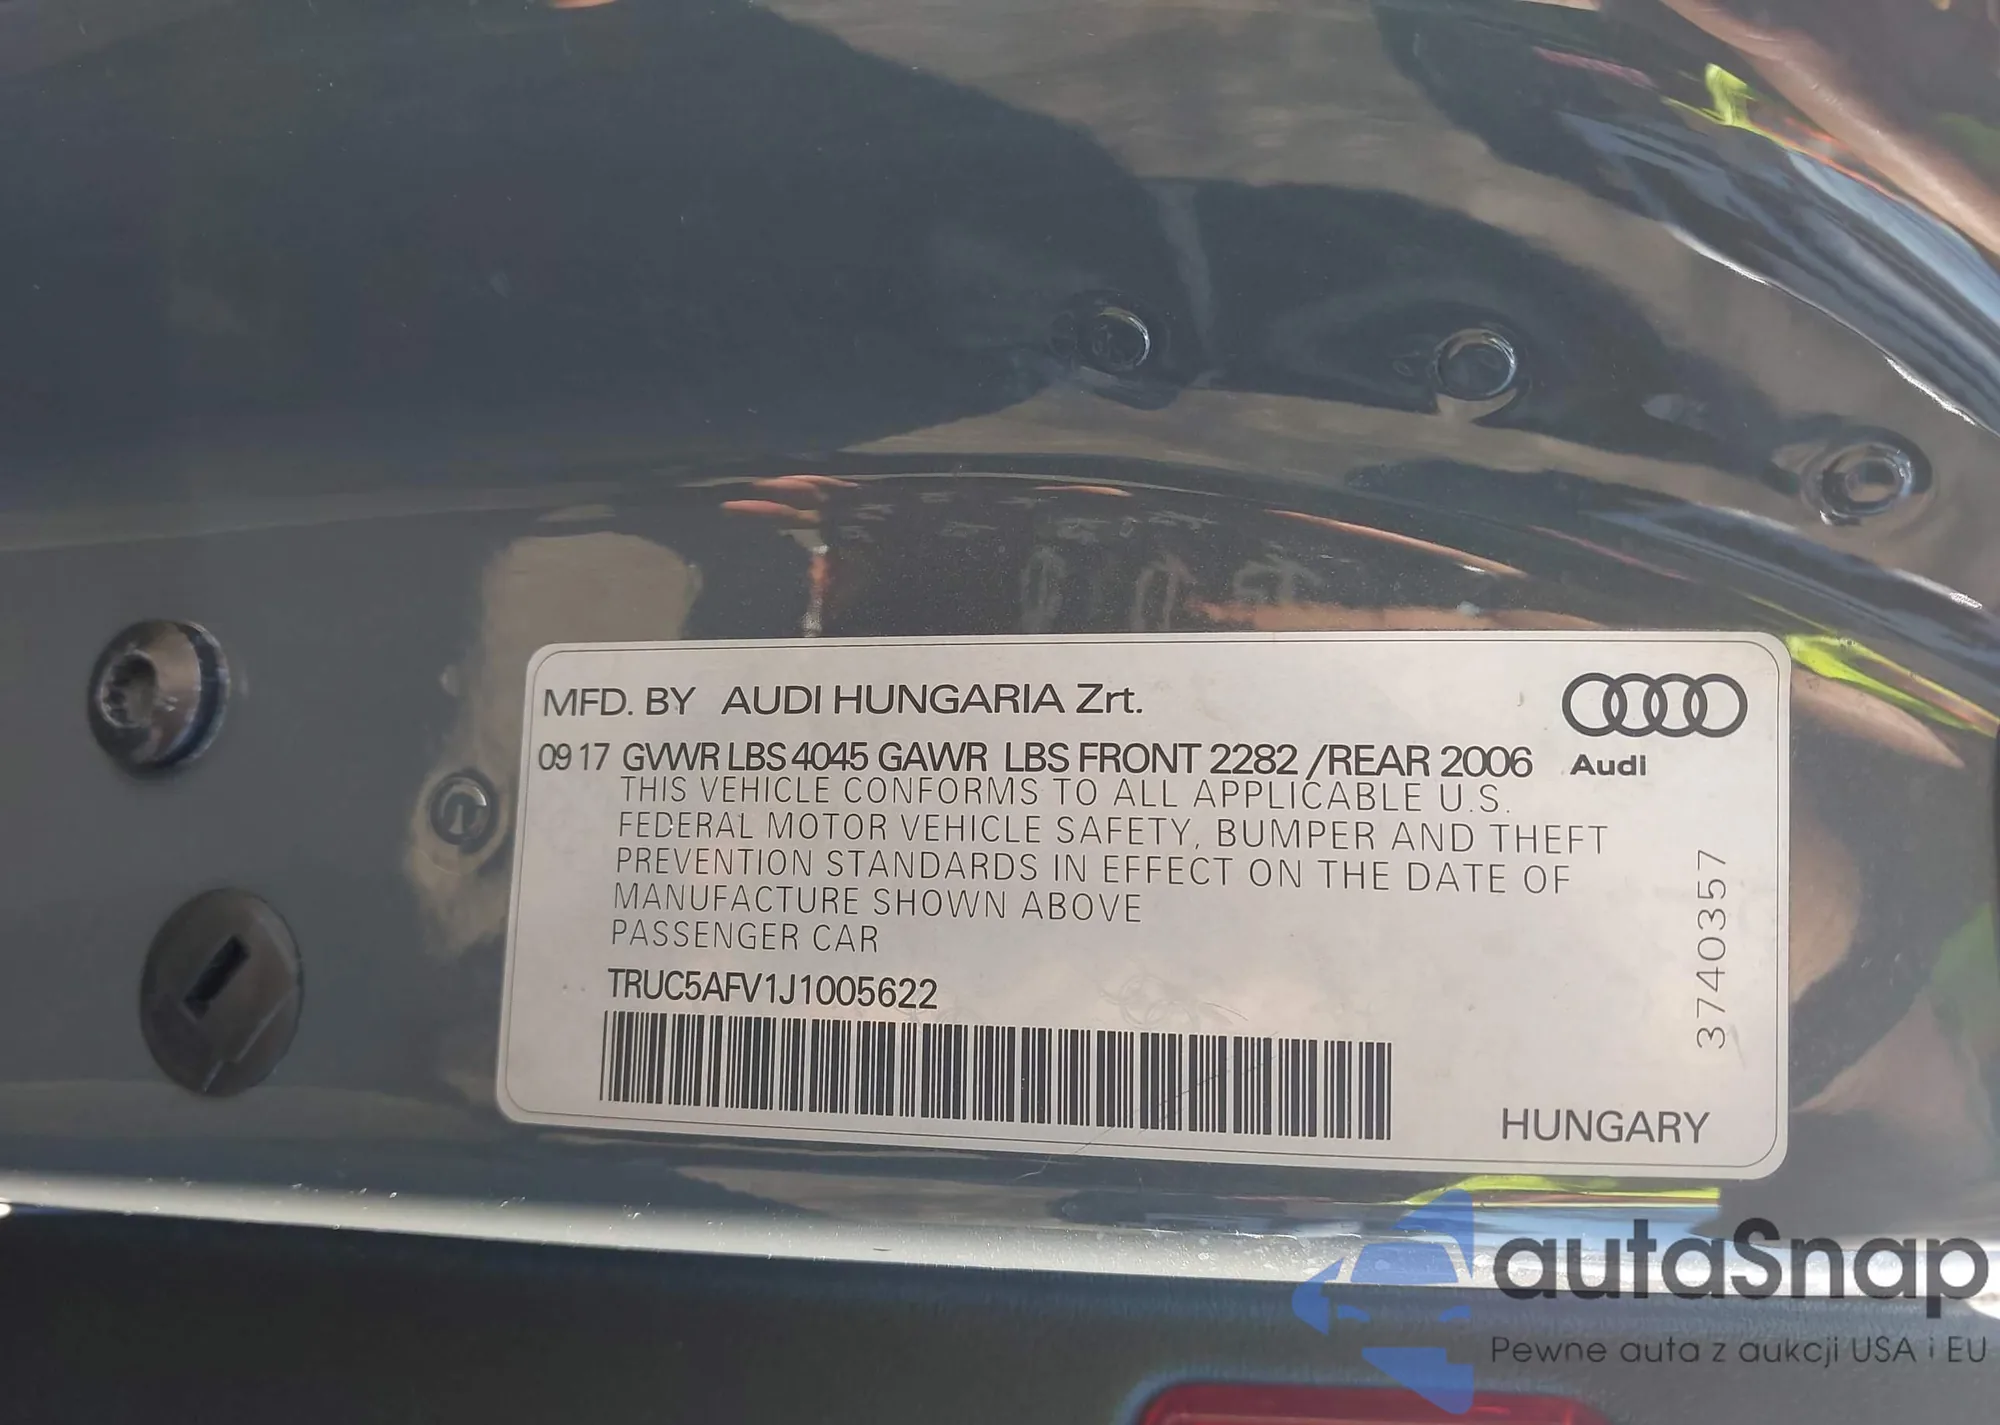 MFD. BY AUDI HUNGARIA Zrt.
09 17 GVWR LBS 4045 GAWR LBS FRONT 2282 /REAR 2006
Audi
THIS VEHICLE CONFORMS TO ALL APPLICABLE U.S.
FEDERAL MOTOR VEHICLE SAFETY, BUMPER AND THEFT
PREVENTION STANDARDS IN EFFECT ON THE DATE OF
MANUFACTURE SHOWN ABOVE
PASSENGER CAR
TRUC5AFV1J1005622
3740357
HUNGARY
autaSnap
Pewne auta z aukcji USA i EU